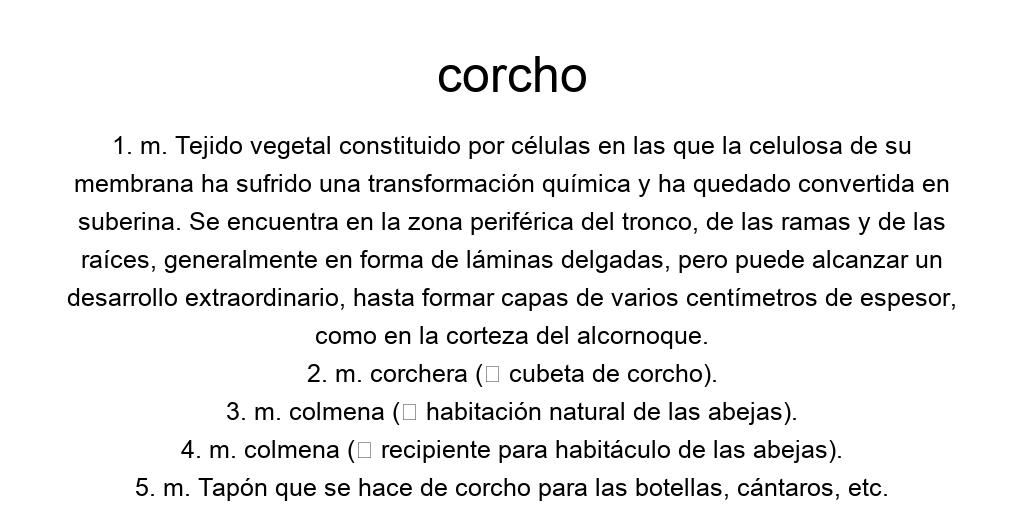 corcho
1. m. Tejido vegetal constituido por células en las que la celulosa de su
membrana ha sufrido una transformación química y ha quedado convertida en
suberina. Se encuentra en la zona periférica del tronco, de las ramas y de las
raíces, generalmente en forma de láminas delgadas, pero puede alcanzar un
desarrollo extraordinario, hasta formar capas de varios centímetros de espesor,
como en la corteza del alcornoque.
2. m. corchera (□ cubeta de corcho).
3. m. colmena (□ habitación natural de las abejas).
4. m. colmena (□ recipiente para habitáculo de las abejas).
5. m. Tapón que se hace de corcho para las botellas, cántaros, etc.